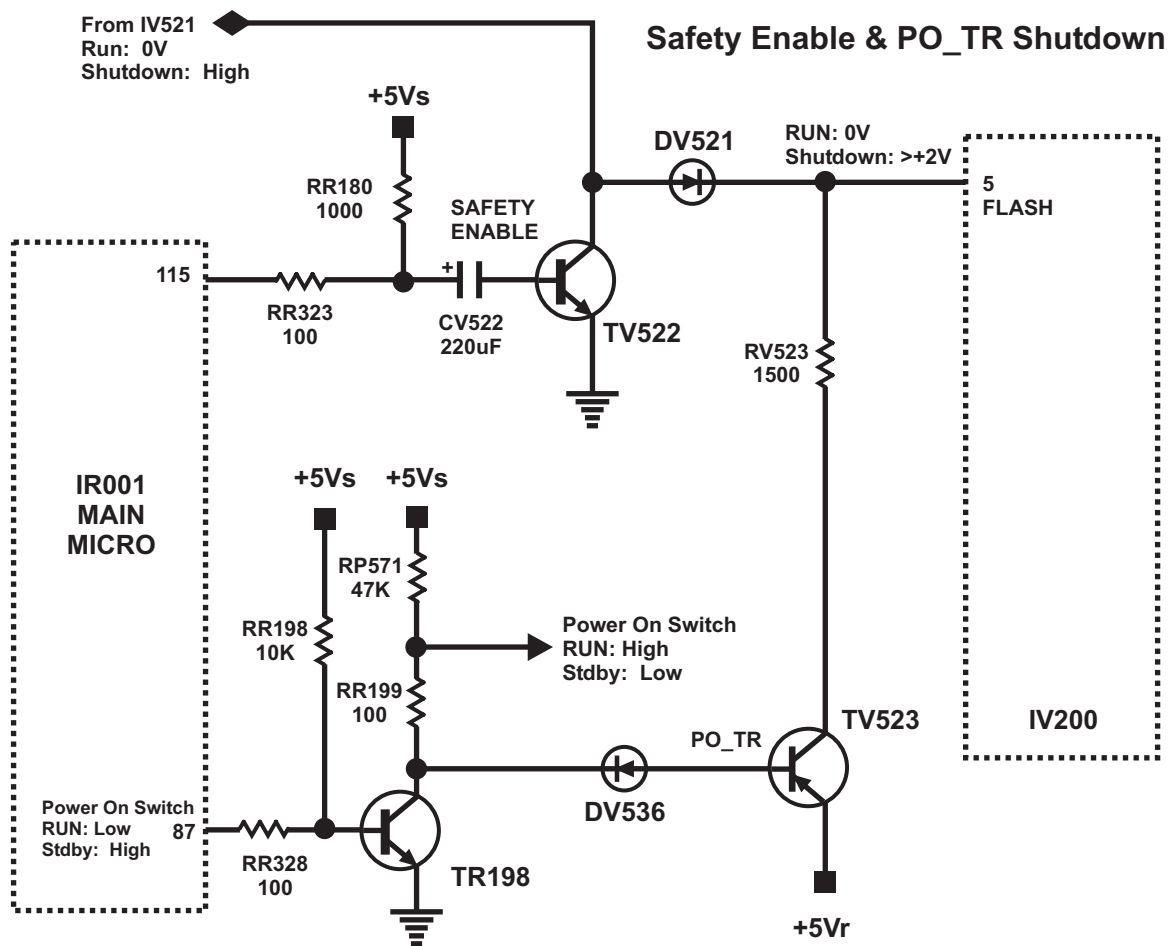 From IV521
Run: 0V
Shutdown: High
Safety Enable & PO_TR Shutdown
+5Vs
DV521
RUN: 0V
Shutdown: >+2V
RR180
1000
SAFETY
ENABLE
5
FLASH
115
+
RR323
100
CV522
220uF
TV522
RV523
1500
IR001
MAIN
MICRO
+5Vs
+5Vs
RP571
47K
RR198
10K
Power On Switch
RUN: High
Stdby: Low
RR199
100
TV523
IV200
PO_TR
DV536
Power On Switch
RUN: Low
Stdby: High
87
RR328
100
TR198
+5Vr